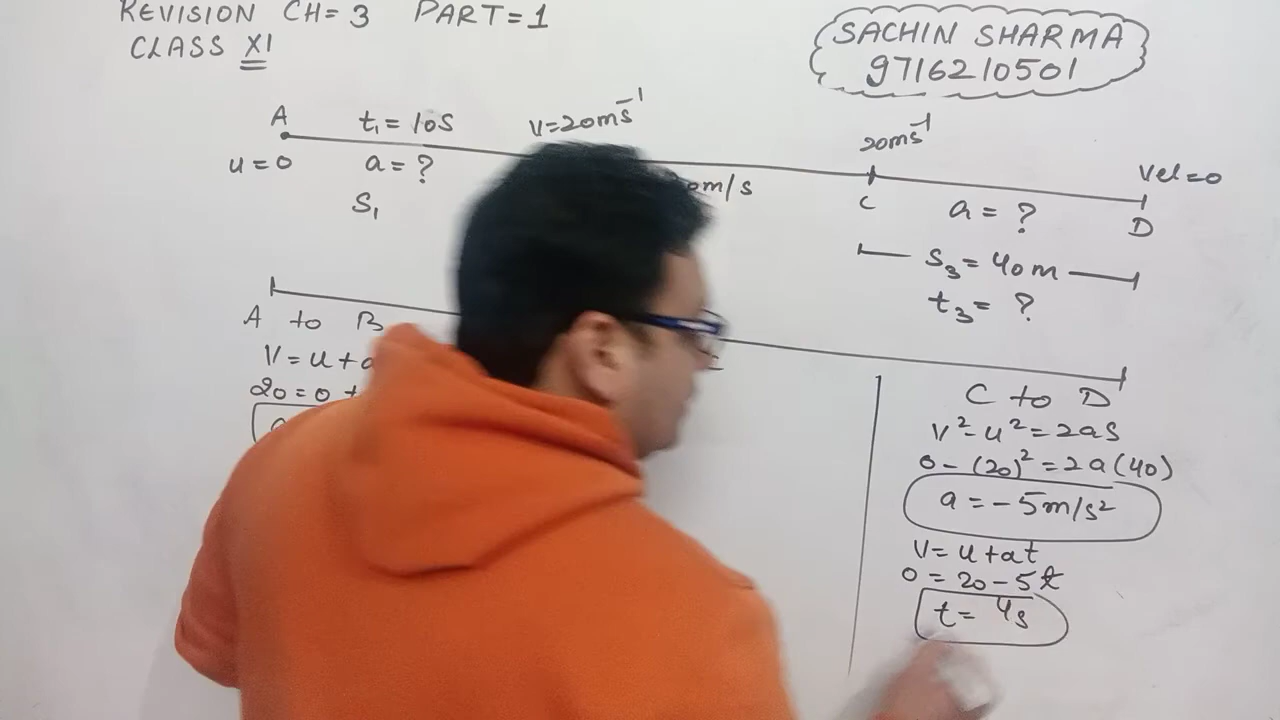 REVISION CH=3 PART=1
CLASS XI
SACHIN SHARMA
9716210501
A
t₁=10S
V=20ms⁻¹
20ms⁻¹
Vel=0
u=0
a=?
m/s
C
a=?
D
S₁
S₃=40m
t₃=?
A to B
V=u+a
20=0+
C to D
V²-u²=2aS
0-(20)²=2a(40)
a=-5m/s²
V=u+at
0=20-5t
t=4s